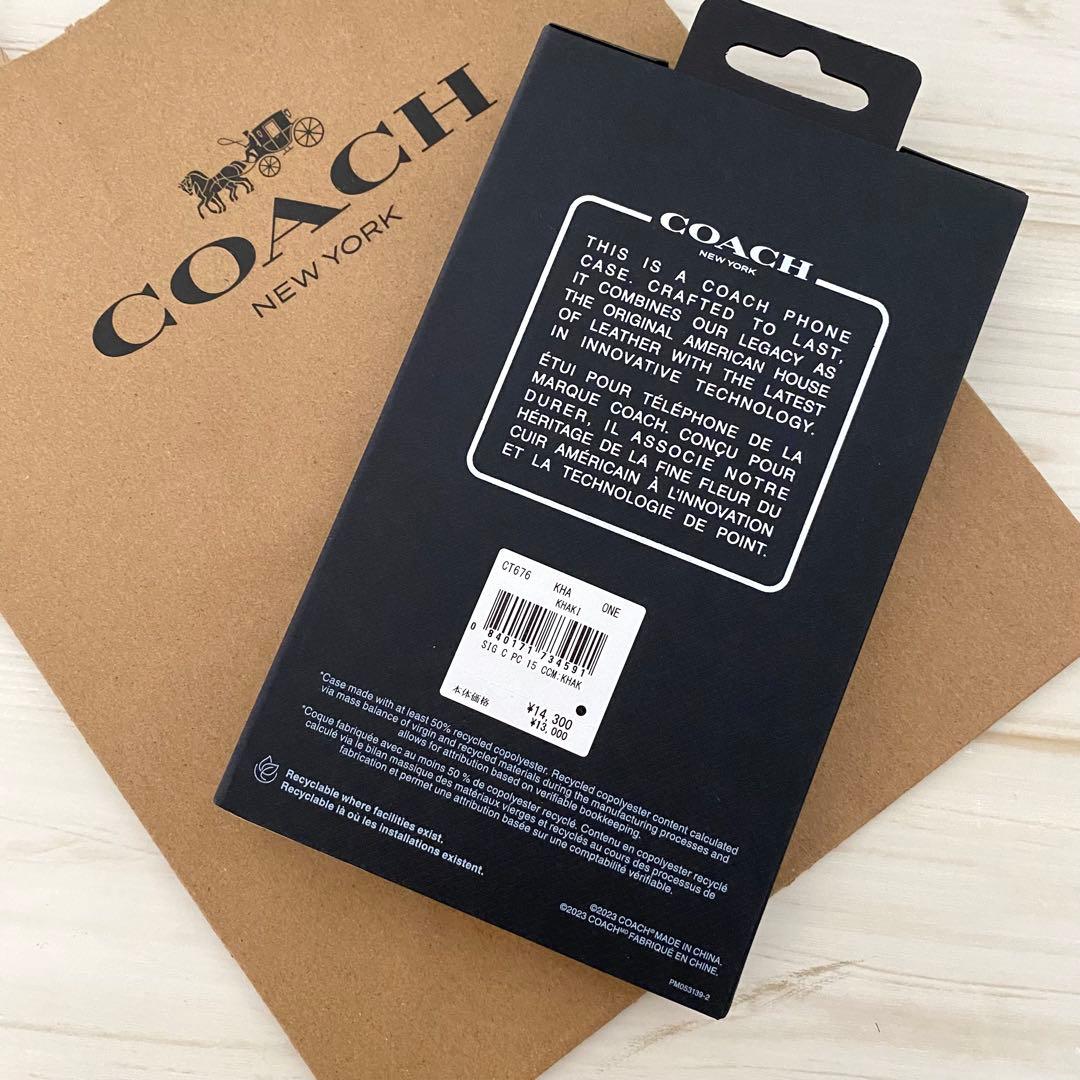 COACH
NEW YORK
COACH
NEW YORK
THIS IS A COACH PHONE
CASE. CRAFTED TO LAST,
IT COMBINES OUR LEGACY AS
THE ORIGINAL AMERICAN HOUSE
OF LEATHER WITH THE LATEST
IN INNOVATIVE TECHNOLOGY.
ÉTUI POUR TÉLÉPHONE DE LA
MARQUE COACH. CONÇU POUR
DURER, IL ASSOCIE NOTRE
HÉRITAGE DE LA FINE FLEUR DU
CUIR AMÉRICAIN À L'INNOVATION
ET LA TECHNOLOGIE DE POINT.
CT676 KHA ONE
KHAKI
0 840171 734591
SIG C PC 15 CCM:KHAK
本体価格 ¥14,300
¥13,000
*Case made with at least 50% recycled copolyester. Recycled copolyester content calculated
via mass balance of virgin and recycled materials during the manufacturing processes and
allows for attribution based on verifiable bookkeeping.
*Coque fabriquée avec au moins 50 % de copolyester recyclé. Contenu en copolyester recyclé
calculé via le bilan massique des matériaux vierges et recyclés au cours des processus de
fabrication et permet une attribution basée sur une comptabilité vérifiable.
Recyclable where facilities exist.
Recyclable là où les installations existent.
©2023 COACH® MADE IN CHINA.
©2023 COACHᴹᴰ FABRIQUÉ EN CHINE.
PM053139-2